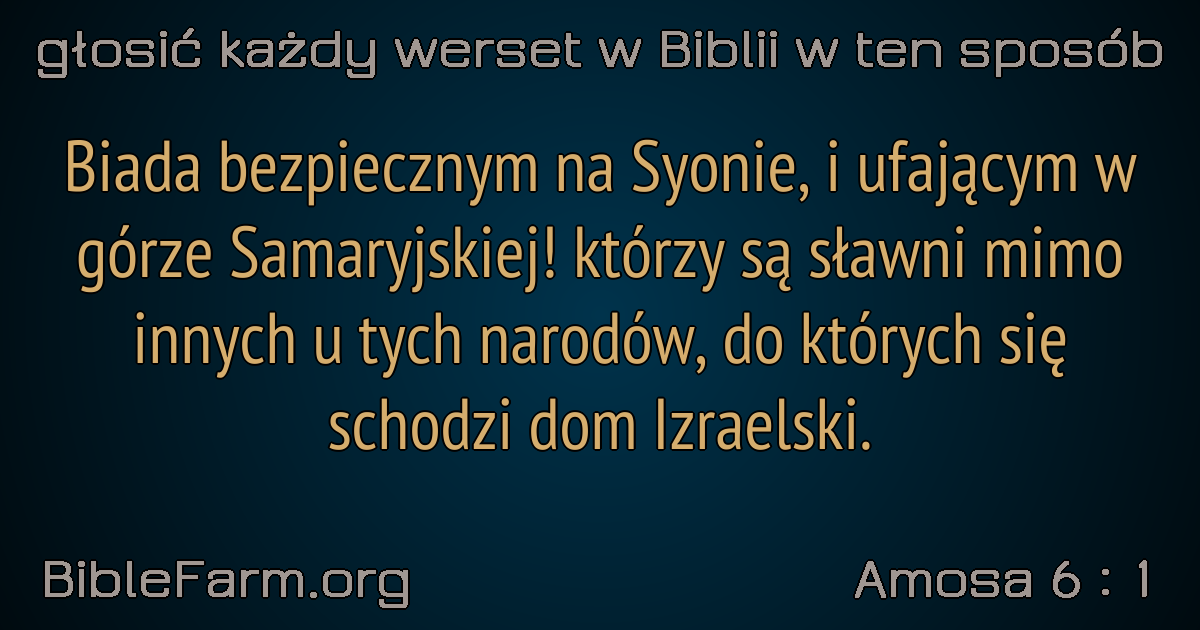 głosić każdy werset w Biblii w ten sposób
Biada bezpiecznym na Syonie, i ufającym w
górze Samaryjskiej! którzy są sławni mimo
innych u tych narodów, do których się
schodzi dom Izraelski.
BibleFarm.org
Amosa 6 : 1